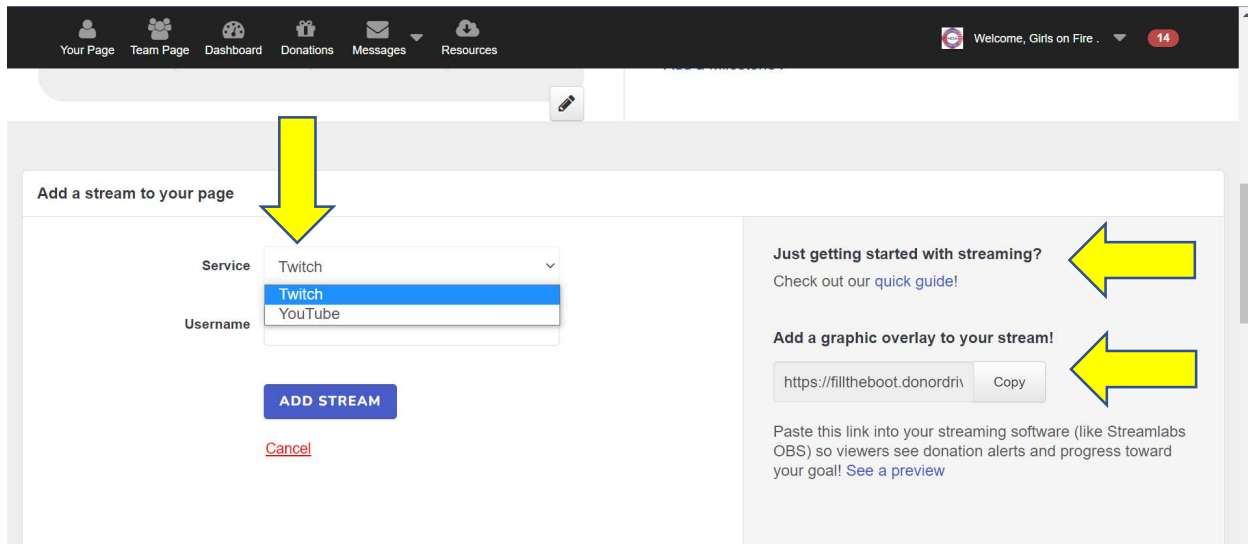 Your Page Team Page Dashboard Donations Messages Resources
Welcome, Girls on Fire . 14
Add a stream to your page
Service
Twitch
Twitch
YouTube
Username
ADD STREAM
Cancel
Just getting started with streaming?
Check out our quick guide!
Add a graphic overlay to your stream!
https://filltheboot.donordriv
Copy
Paste this link into your streaming software (like Streamlabs
OBS) so viewers see donation alerts and progress toward
your goal! See a preview